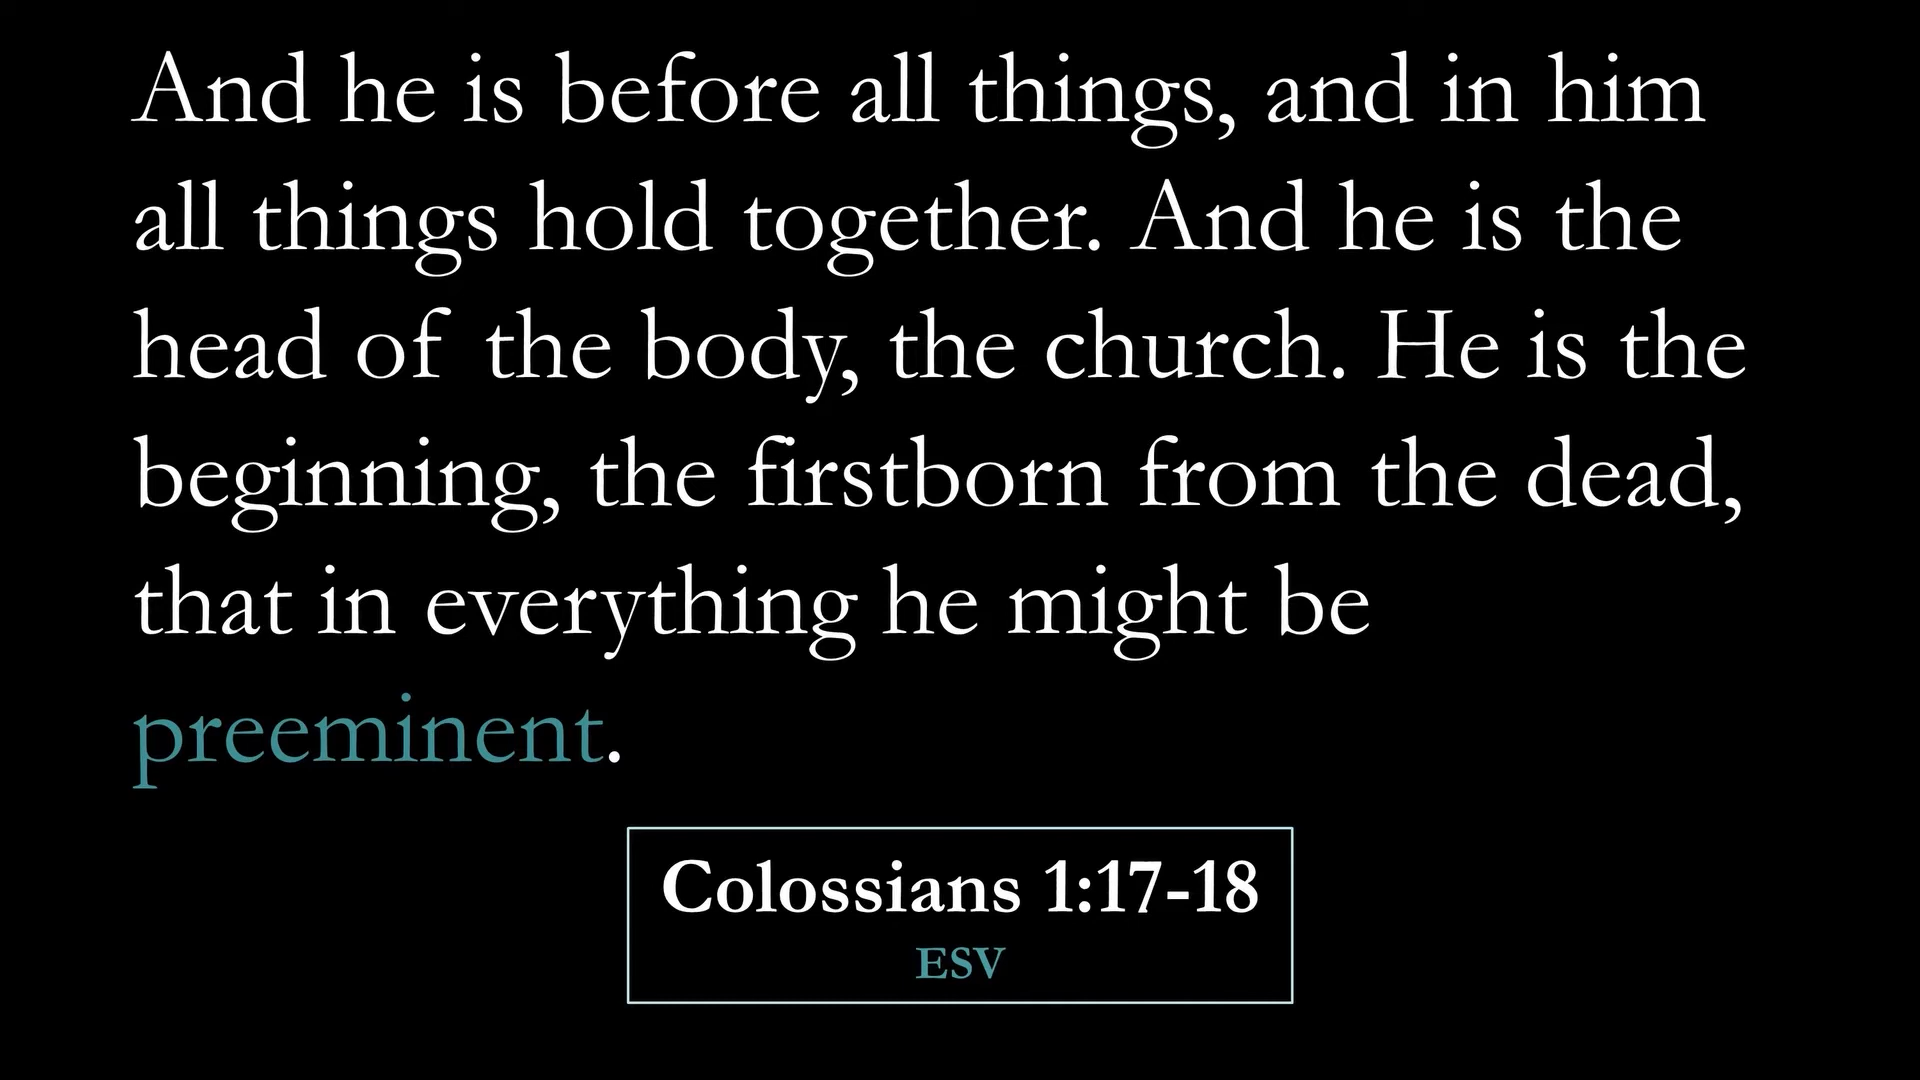 And he is before all things, and in him
all things hold together. And he is the
head of the body, the church. He is the
beginning, the firstborn from the dead,
that in everything he might be
preeminent.
Colossians 1:17-18
ESV